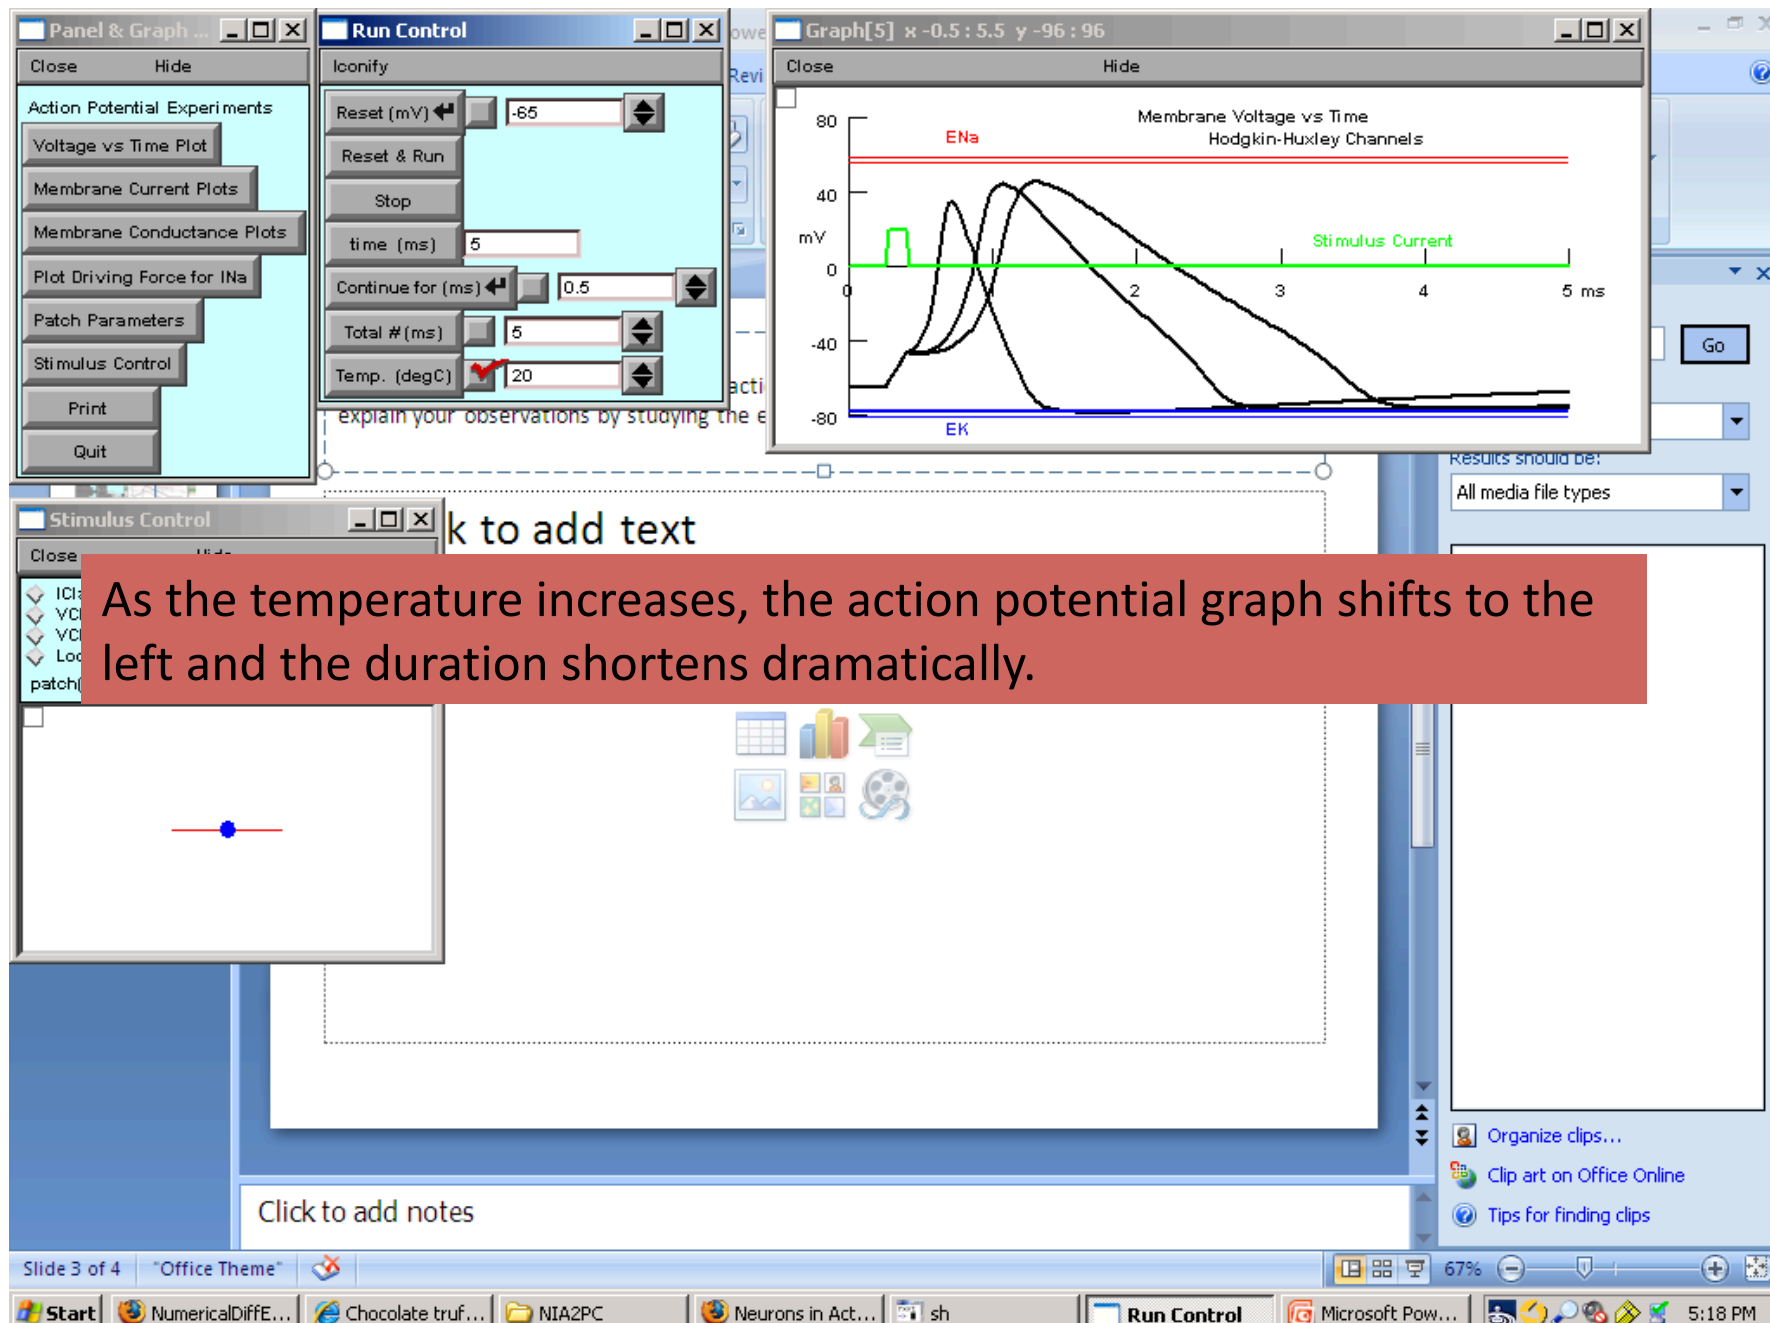 Panel & Graph ...
Close Hide
Action Potential Experiments
Voltage vs Time Plot
Membrane Current Plots
Membrane Conductance Plots
Plot Driving Force for INa
Patch Parameters
Stimulus Control
Print
Quit
Run Control
Iconify
Reset (mV) -65
Reset & Run
Stop
time (ms) 5
Continue for (ms) 0.5
Total # (ms) 5
Temp. (degC) 20
Revi
Graph[5] x -0.5 : 5.5 y -96 : 96
Close Hide
Membrane Voltage vs Time
Hodgkin-Huxley Channels
80
ENa
40
mV
Stimulus Current
0
0 2 3 4 5 ms
-40
-80
EK
explain your observations by studying the
Go
Results should be:
All media file types
Stimulus Control
Close
k to add text
patch(
As the temperature increases, the action potential graph shifts to the
left and the duration shortens dramatically.
Organize clips...
Clip art on Office Online
Tips for finding clips
Click to add notes
Slide 3 of 4 "Office Theme" 67%
Start NumericalDiffE... Chocolate truf... NIA2PC Neurons in Act... sh Run Control Microsoft Pow... 5:18 PM